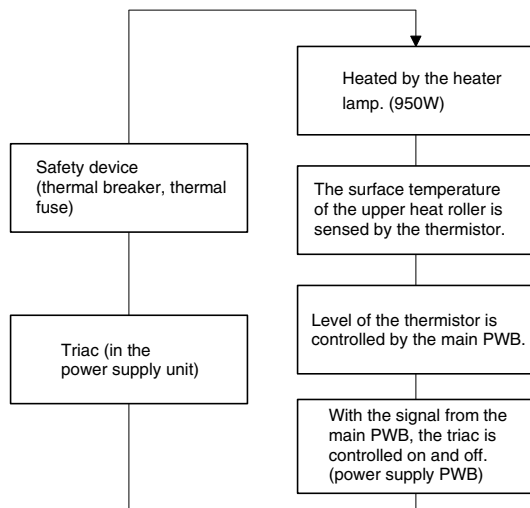 Heated by the heater
lamp. (950W)
Safety device
(thermal breaker, thermal
fuse)
The surface temperature
of the upper heat roller is
sensed by the thermistor.
Level of the thermistor is
controlled by the main PWB.
Triac (in the
power supply unit)
With the signal from the
main PWB, the triac is
controlled on and off.
(power supply PWB)